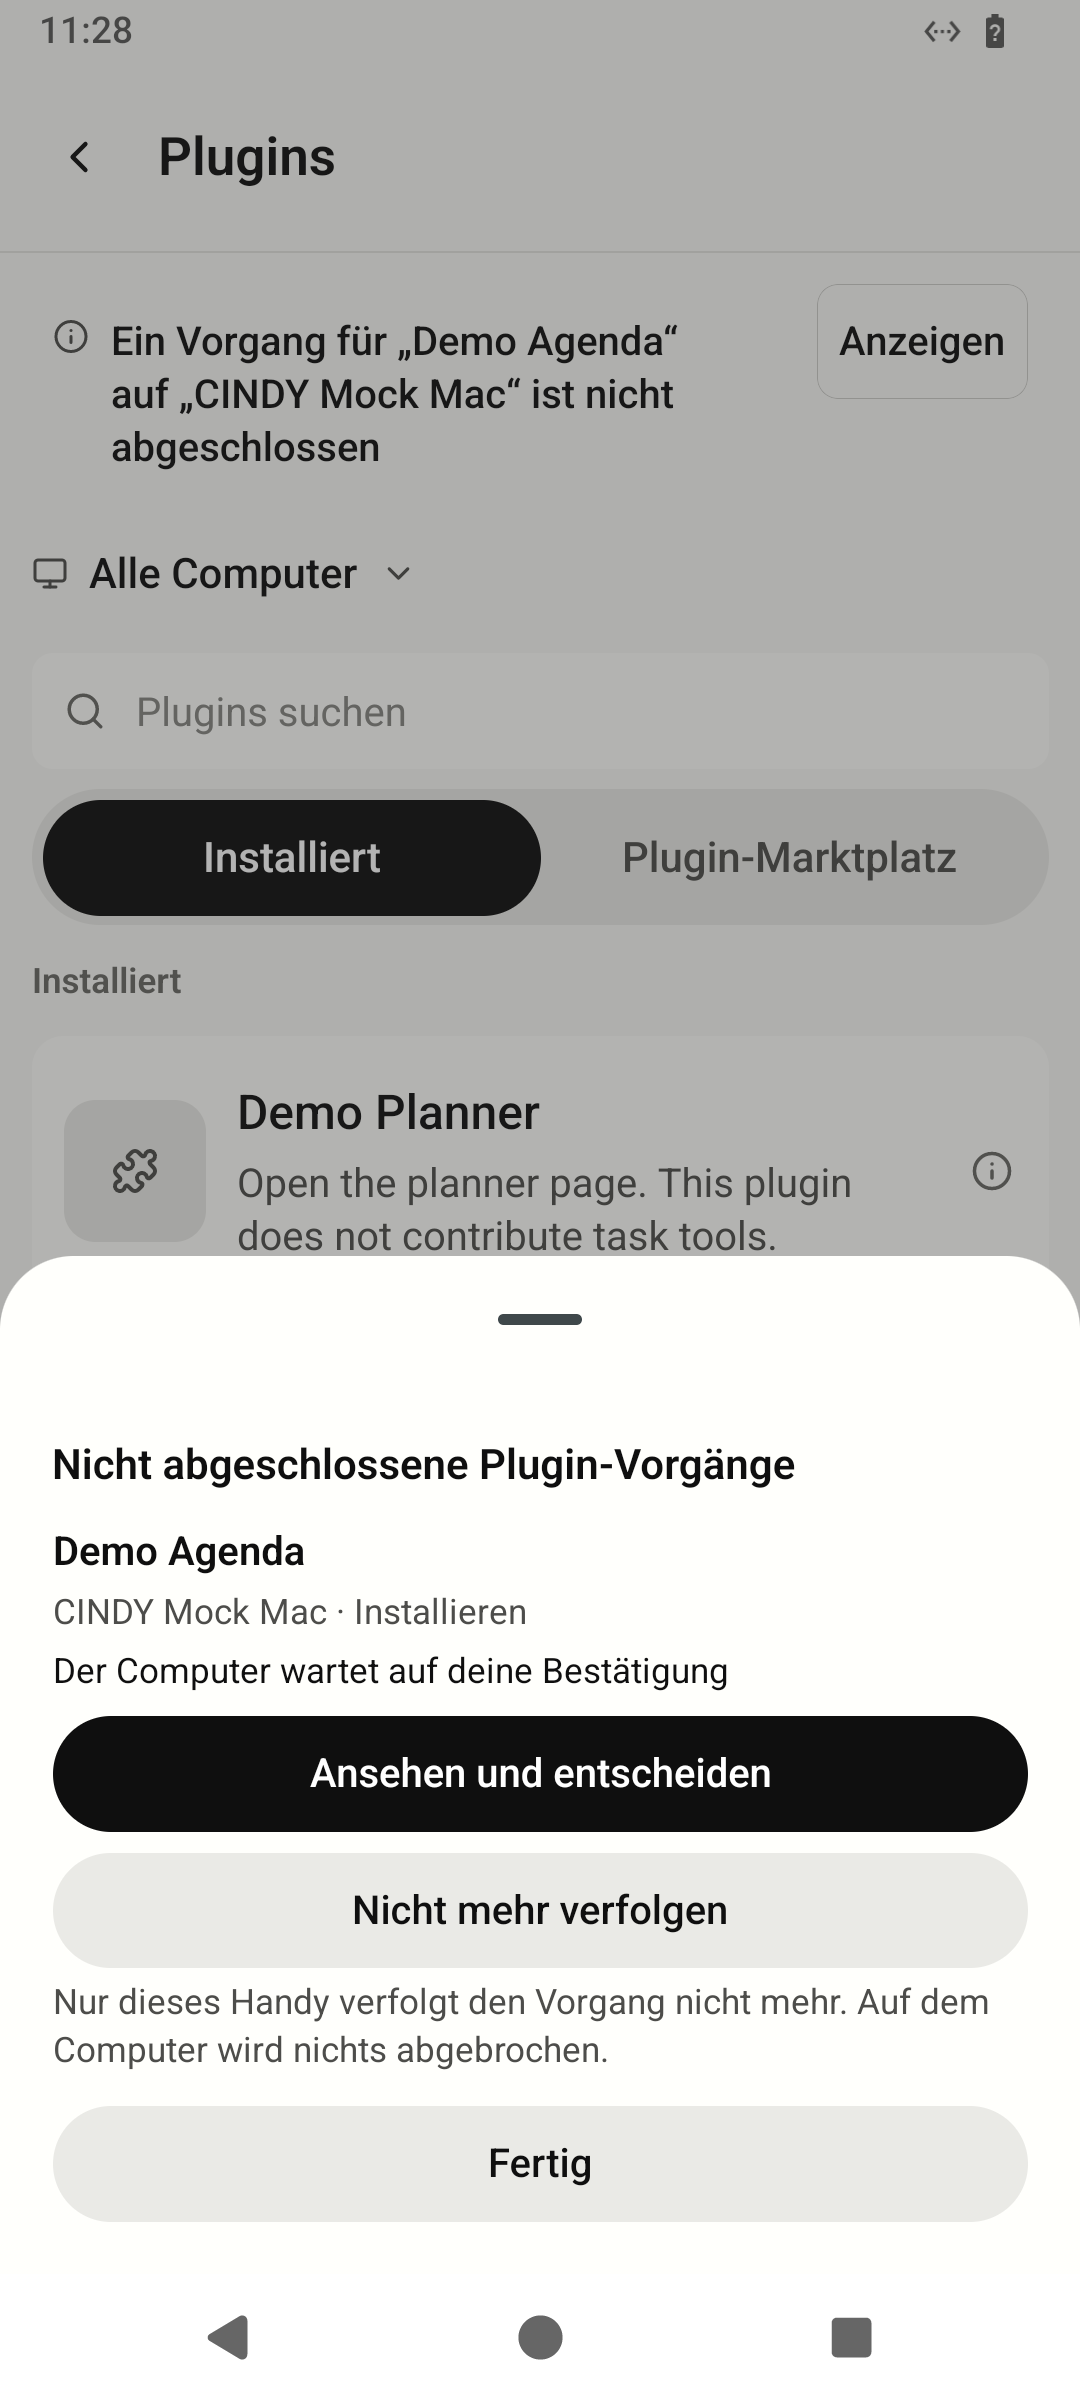 11:28
Plugins
Ein Vorgang für „Demo Agenda“
auf „CINDY Mock Mac“ ist nicht
abgeschlossen
Anzeigen
Alle Computer
Plugins suchen
Installiert
Plugin-Marktplatz
Installiert
Demo Planner
Open the planner page. This plugin
does not contribute task tools.
Nicht abgeschlossene Plugin-Vorgänge
Demo Agenda
CINDY Mock Mac · Installieren
Der Computer wartet auf deine Bestätigung
Ansehen und entscheiden
Nicht mehr verfolgen
Nur dieses Handy verfolgt den Vorgang nicht mehr. Auf dem
Computer wird nichts abgebrochen.
Fertig